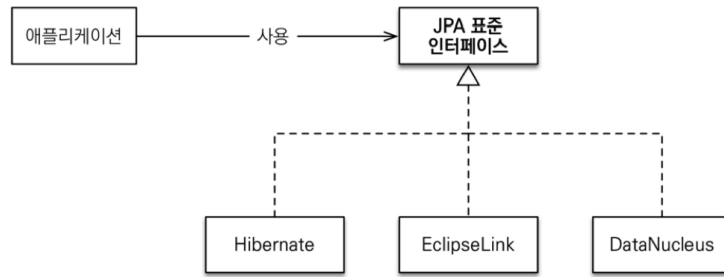 애플리케이션
사용
JPA 표준
인터페이스
Hibernate
EclipseLink
DataNucleus